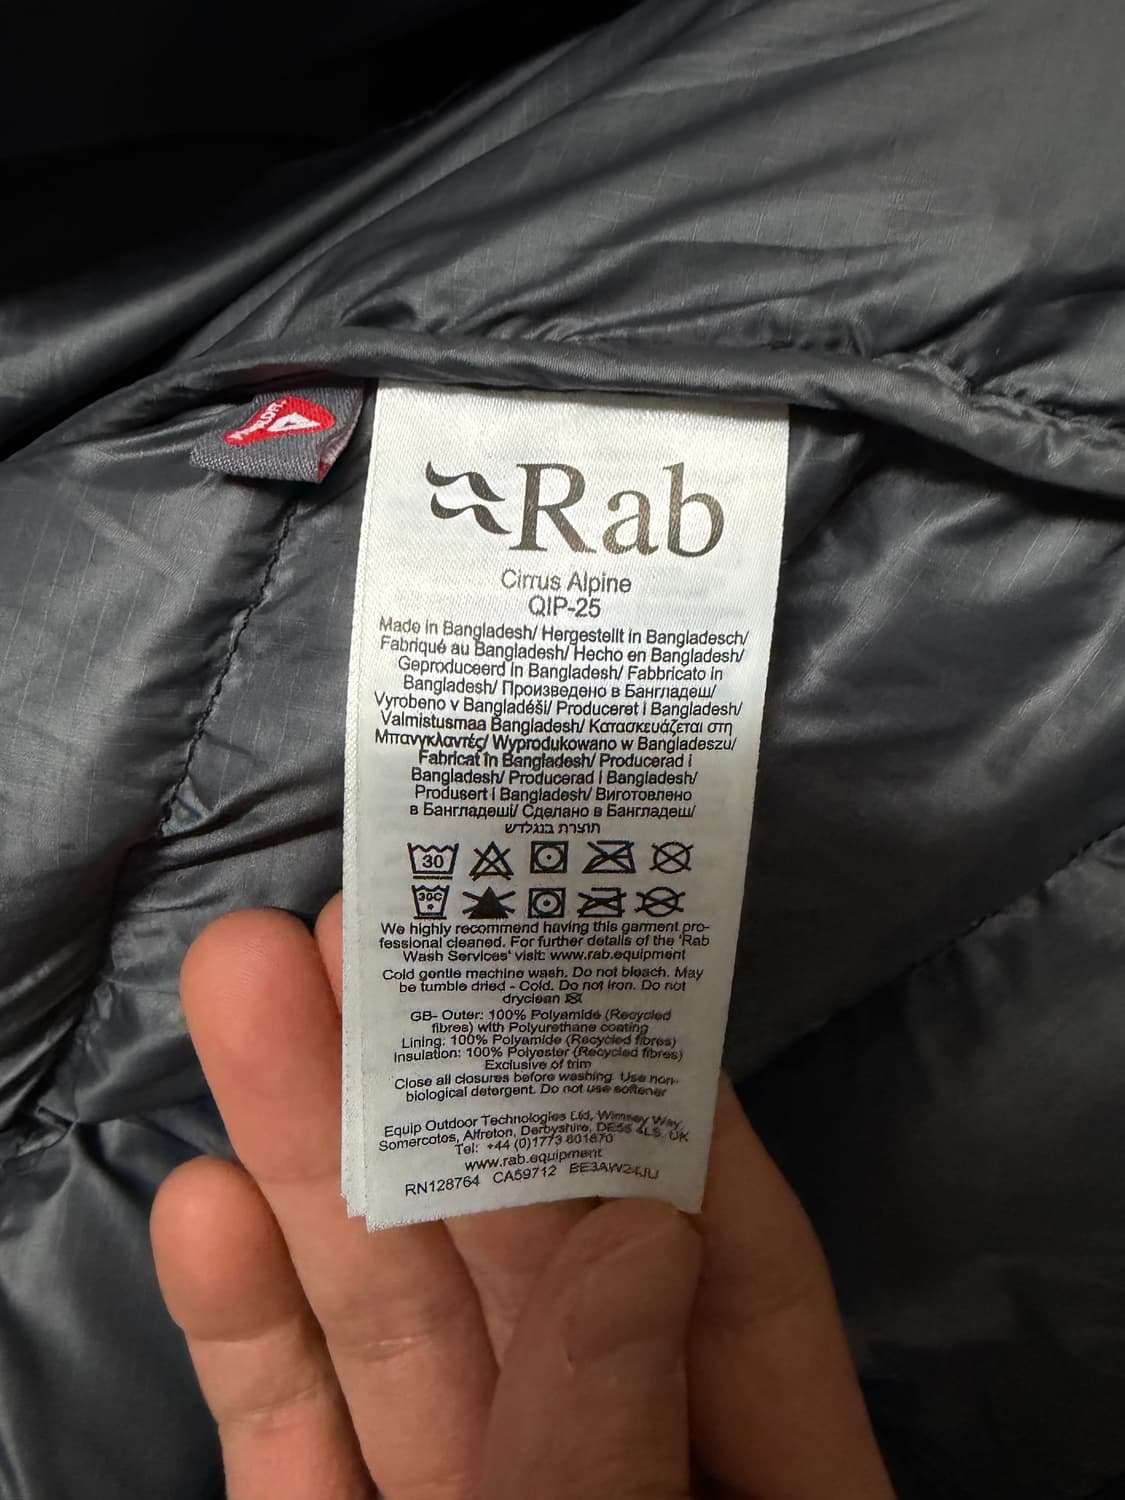 PRIMALOFT
Rab
Cirrus Alpine
QIP-25
Made in Bangladesh/ Hergestellt in Bangladesch/
Fabriqué au Bangladesh/ Hecho en Bangladesh/
Geproduceerd in Bangladesh/ Fabbricato in
Bangladesh/ Произведено в Бангладеш/
Vyrobeno v Bangladéši/ Produceret i Bangladesh/
Valmistusmaa Bangladesh/ Κατασκευάζεται στη
Μπανγκλαντές/ Wyprodukowano w Bangladeszu/
Fabricat în Bangladesh/ Producerad i
Bangladesh/ Producerad i Bangladesh/
Produsert i Bangladesh/ Виготовлено
в Бангладеші/ Сделано в Бангладеш/
תוצרת בנגלדש
30
30C
We highly recommend having this garment pro-
fessional cleaned. For further details of the 'Rab
Wash Services' visit: www.rab.equipment
Cold gentle machine wash. Do not bleach. May
be tumble dried - Cold. Do not iron. Do not
dryclean
GB- Outer: 100% Polyamide (Recycled
fibres) with Polyurethane coating
Lining: 100% Polyamide (Recycled fibres)
Insulation: 100% Polyester (Recycled fibres)
Exclusive of trim
Close all closures before washing. Use non-
biological detergent. Do not use softener
Equip Outdoor Technologies Ltd, Wimsey Way,
Somercotes, Alfreton, Derbyshire, DE55 4LS, UK
Tel: +44 (0)1773 601870
www.rab.equipment
RN128764 CA59712 BE3AW24JU